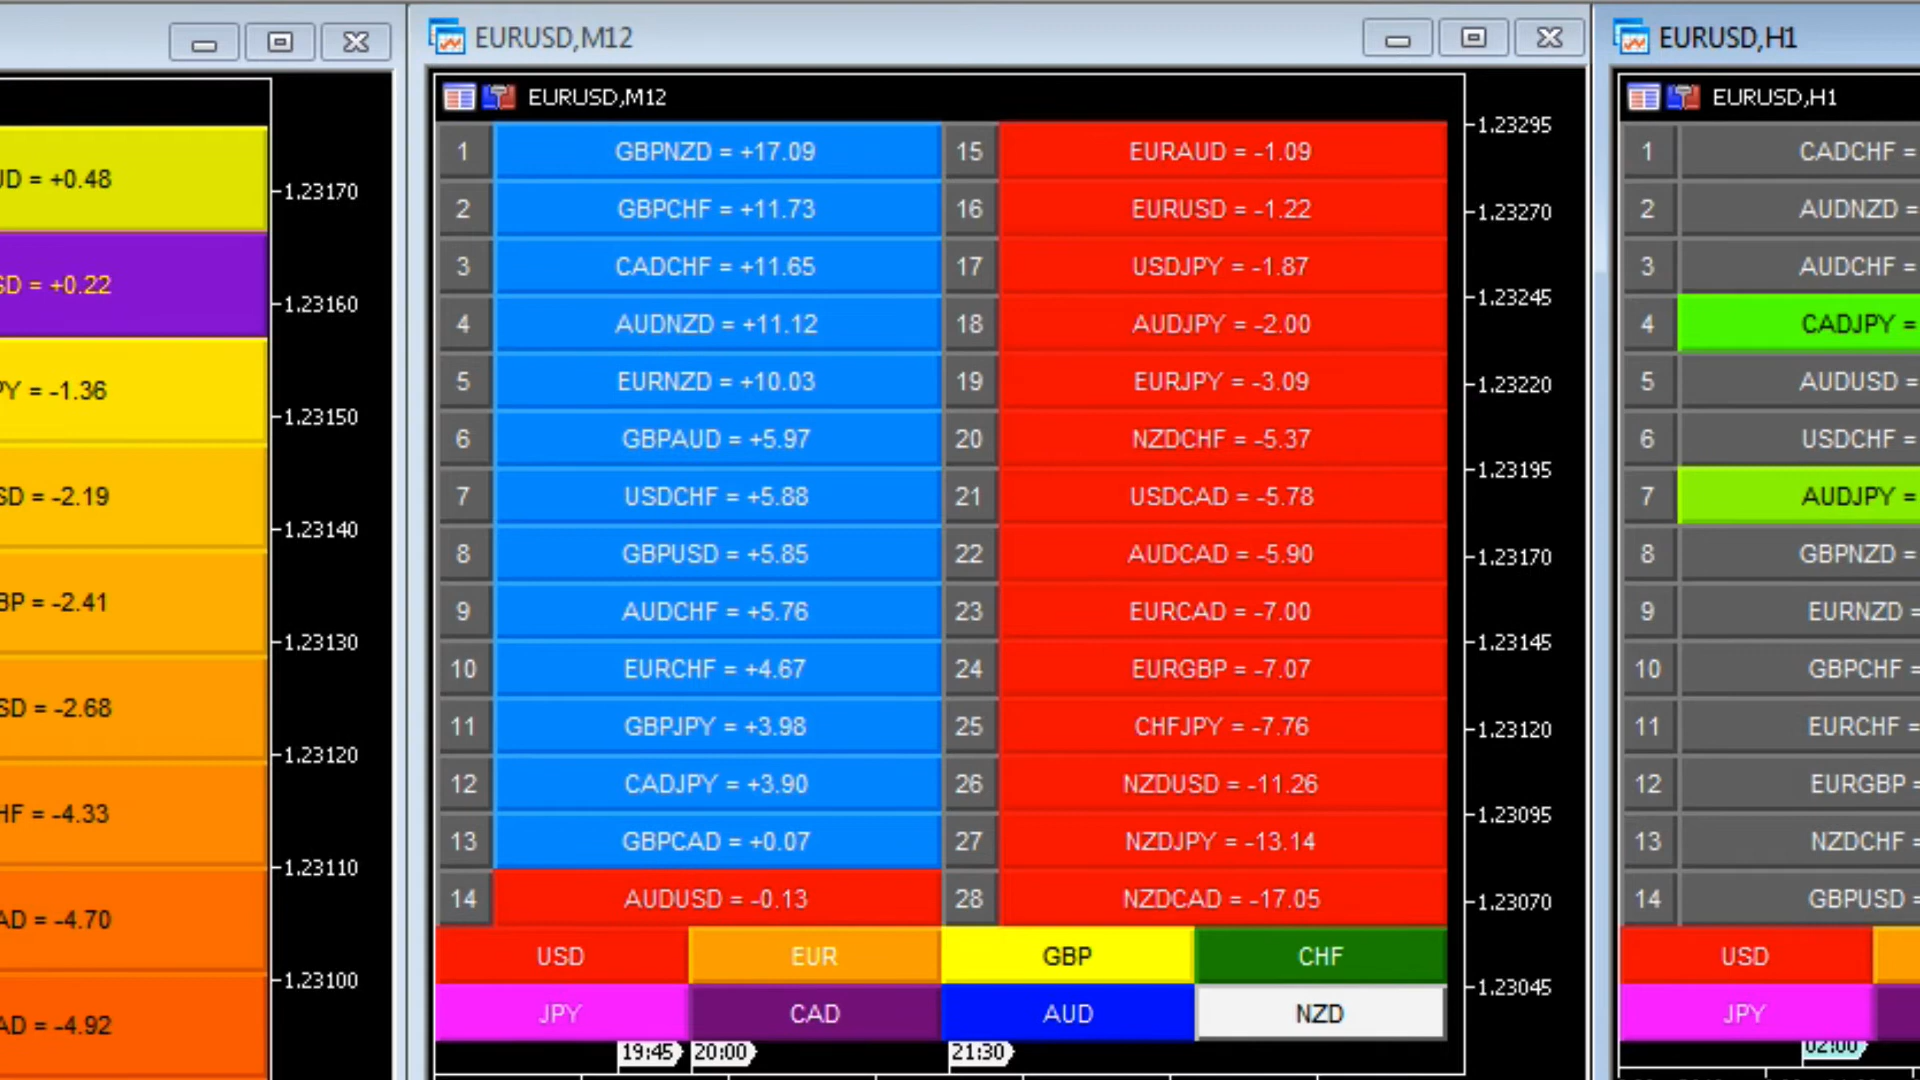 EURUSD,M12
EURUSD,H1
UD = +0.48
SD = +0.22
PY = -1.36
SD = -2.19
BP = -2.41
SD = -2.68
HF = -4.33
AD = -4.70
AD = -4.92
1.23170
1.23160
1.23150
1.23140
1.23130
1.23120
1.23110
1.23100
EURUSD,M12
1 GBPNZD = +17.09 15 EURAUD = -1.09
2 GBPCHF = +11.73 16 EURUSD = -1.22
3 CADCHF = +11.65 17 USDJPY = -1.87
4 AUDNZD = +11.12 18 AUDJPY = -2.00
5 EURNZD = +10.03 19 EURJPY = -3.09
6 GBPAUD = +5.97 20 NZDCHF = -5.37
7 USDCHF = +5.88 21 USDCAD = -5.78
8 GBPUSD = +5.85 22 AUDCAD = -5.90
9 AUDCHF = +5.76 23 EURCAD = -7.00
10 EURCHF = +4.67 24 EURGBP = -7.07
11 GBPJPY = +3.98 25 CHFJPY = -7.76
12 CADJPY = +3.90 26 NZDUSD = -11.26
13 GBPCAD = +0.07 27 NZDJPY = -13.14
14 AUDUSD = -0.13 28 NZDCAD = -17.05
USD EUR GBP CHF
JPY CAD AUD NZD
19:45 20:00 21:30
1.23295
1.23270
1.23245
1.23220
1.23195
1.23170
1.23145
1.23120
1.23095
1.23070
1.23045
EURUSD,H1
1 CADCHF =
2 AUDNZD =
3 AUDCHF =
4 CADJPY =
5 AUDUSD =
6 USDCHF =
7 AUDJPY =
8 GBPNZD =
9 EURNZD =
10 GBPCHF =
11 EURCHF =
12 EURGBP =
13 NZDCHF =
14 GBPUSD =
USD
JPY
02:00